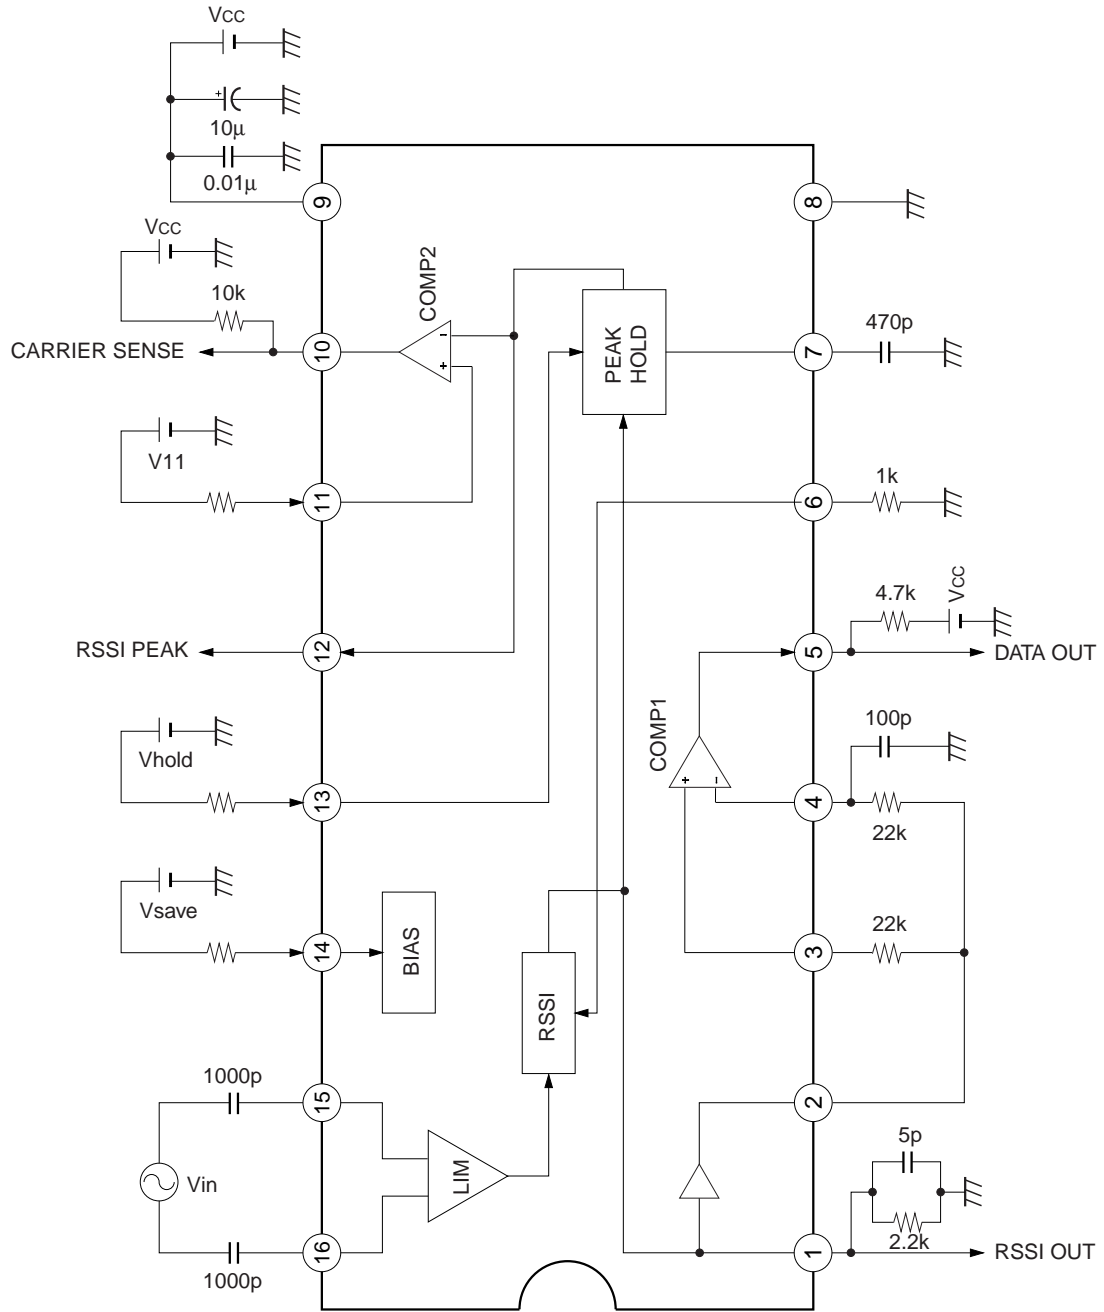 VCC
10μ
0.01μ
9
8
VCC
10k
COMP2
-
+
CARRIER SENSE
10
PEAK
HOLD
7
470p
V11
11
6
1k
4.7k
VCC
RSSI PEAK
12
5
DATA OUT
COMP1
+
-
100p
Vhold
13
4
22k
Vsave
14
BIAS
3
22k
RSSI
1000p
15
2
Vin
LIM
5p
2.2k
16
1000p
1
RSSI OUT